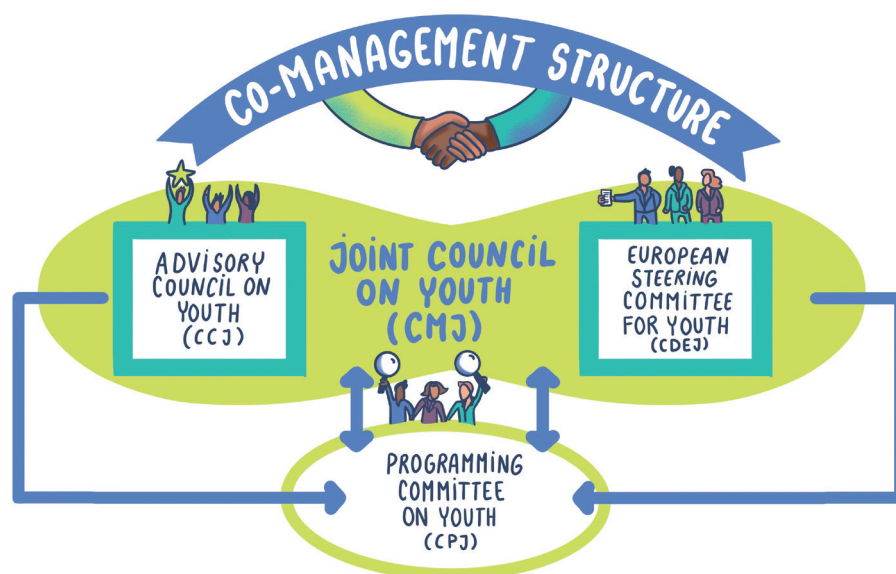 CO-MANAGEMENT STRUCTURE
ADVISORY
COUNCIL ON
YOUTH
(CCJ)
JOINT COUNCIL
ON YOUTH
(CMJ)
EUROPEAN
STEERING
COMMITTEE
FOR YOUTH
(CDEJ)
PROGRAMMING
COMMITTEE
ON YOUTH
(CPJ)